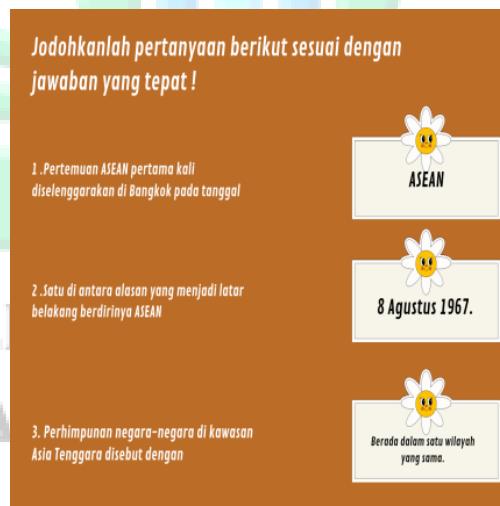 Jodohkanlah pertanyaan berikut sesuai dengan
jawaban yang tepat !
1 .Pertemuan ASEAN pertama kali
diselenggarakan di Bangkok pada tanggal
ASEAN
2 .Satu di antara alasan yang menjadi latar
belakang berdirinya ASEAN
8 Agustus 1967.
3. Perhimpunan negara-negara di kawasan
Asia Tenggara disebut dengan
Berada dalam satu wilayah
yang sama.